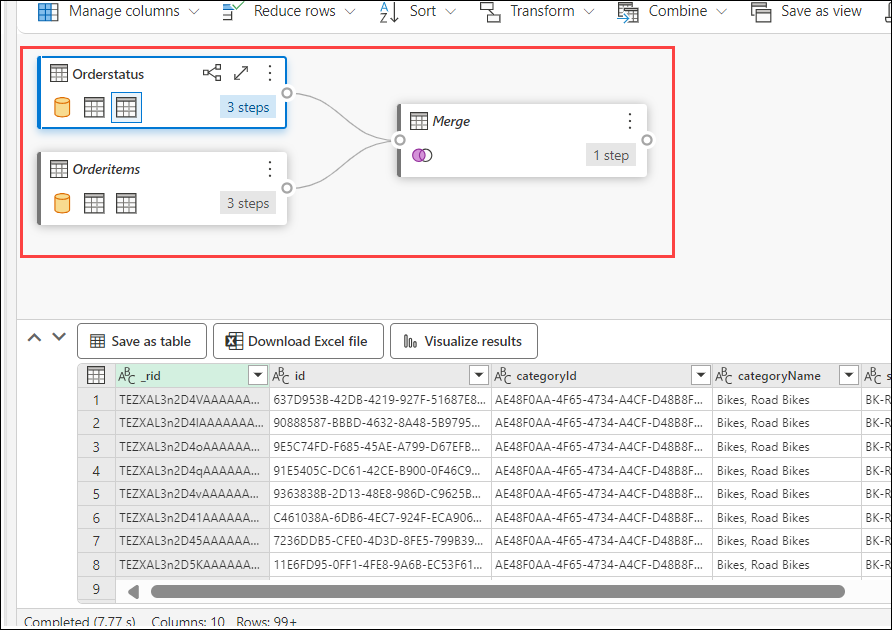 Manage columns Reduce rows Sort Transform Combine Save as view
Orderstatus
3 steps
Merge
1 step
Orderitems
3 steps
Save as table Download Excel file Visualize results
_rid id categoryId categoryName
1 TEZXAL3n2D4VAAAAAA... 637D953B-42DB-4219-927F-51687E8... AE48F0AA-4F65-4734-A4CF-D48B8F... Bikes, Road Bikes BK-R
2 TEZXAL3n2D4IAAAAAAA... 90888587-BBBD-4632-8A48-5B9795... AE48F0AA-4F65-4734-A4CF-D48B8F... Bikes, Road Bikes BK-R
3 TEZXAL3n2D4oAAAAAA... 9E5C74FD-F685-45AE-A799-D67EFB... AE48F0AA-4F65-4734-A4CF-D48B8F... Bikes, Road Bikes BK-R
4 TEZXAL3n2D4qAAAAAA... 91E5405C-DC61-42CE-B900-0F46C9... AE48F0AA-4F65-4734-A4CF-D48B8F... Bikes, Road Bikes BK-R
5 TEZXAL3n2D4vAAAAAA... 9363838B-2D13-48E8-986D-C9625B... AE48F0AA-4F65-4734-A4CF-D48B8F... Bikes, Road Bikes BK-R
6 TEZXAL3n2D41AAAAAA... C461038A-6DB6-4EC7-924F-ECA906... AE48F0AA-4F65-4734-A4CF-D48B8F... Bikes, Road Bikes BK-R
7 TEZXAL3n2D45AAAAAA... 7236DDB5-CFE0-4D3D-8FE5-799B39... AE48F0AA-4F65-4734-A4CF-D48B8F... Bikes, Road Bikes BK-R
8 TEZXAL3n2D5KAAAAAA... 11E6FD95-0FF1-4FE8-9A6B-EC53F61... AE48F0AA-4F65-4734-A4CF-D48B8F... Bikes, Road Bikes BK-R
9
Completed (7.77 s) Columns: 10 Rows: 99+